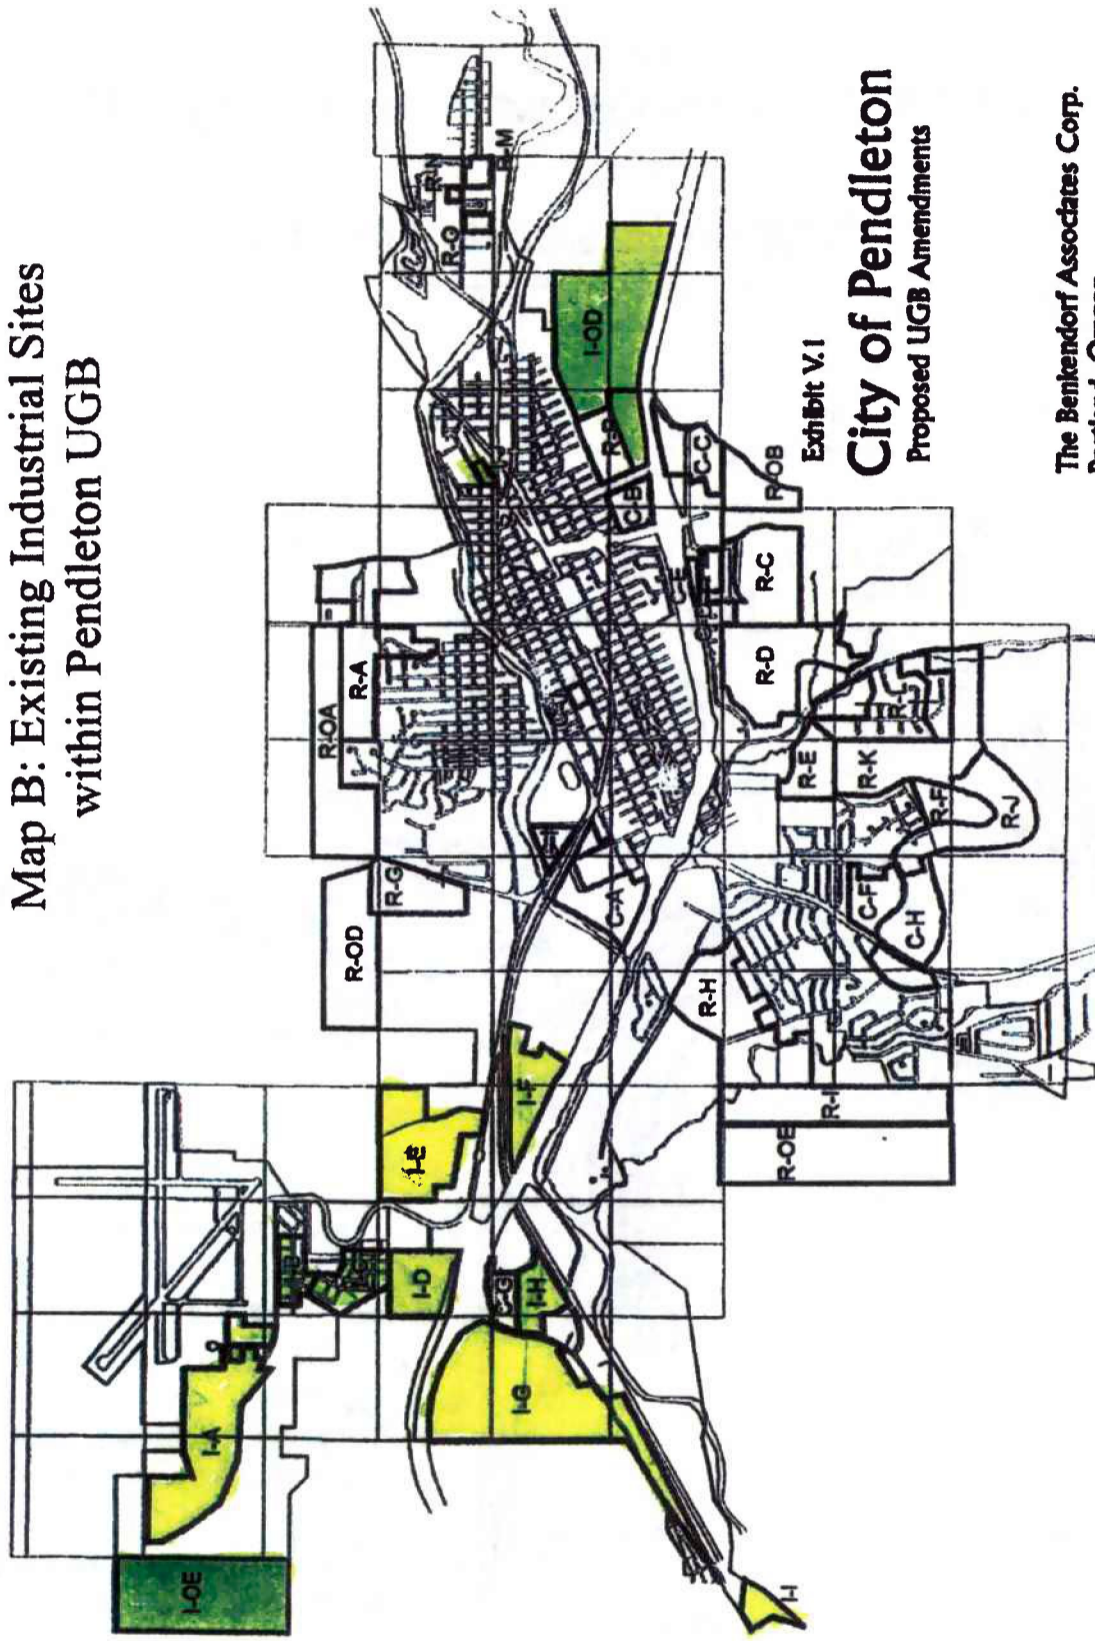 Map B: Existing Industrial Sites
within Pendleton UGB
Exhibit V.1
City of Pendleton
Proposed UGB Amendments
The Benkendorf Associates Corp.
I-OE
I-A
I-D
I-E
I-F
I-G
C-G
I-H
I-I
R-OD
R-G
R-OA
R-A
C-A
R-H
R-I
R-OE
C-F
C-H
R-F
R-J
R-K
R-E
R-L
R-D
R-C
C-E
C-B
C-C
R-OB
I-OD
R-O
R-N
R-M